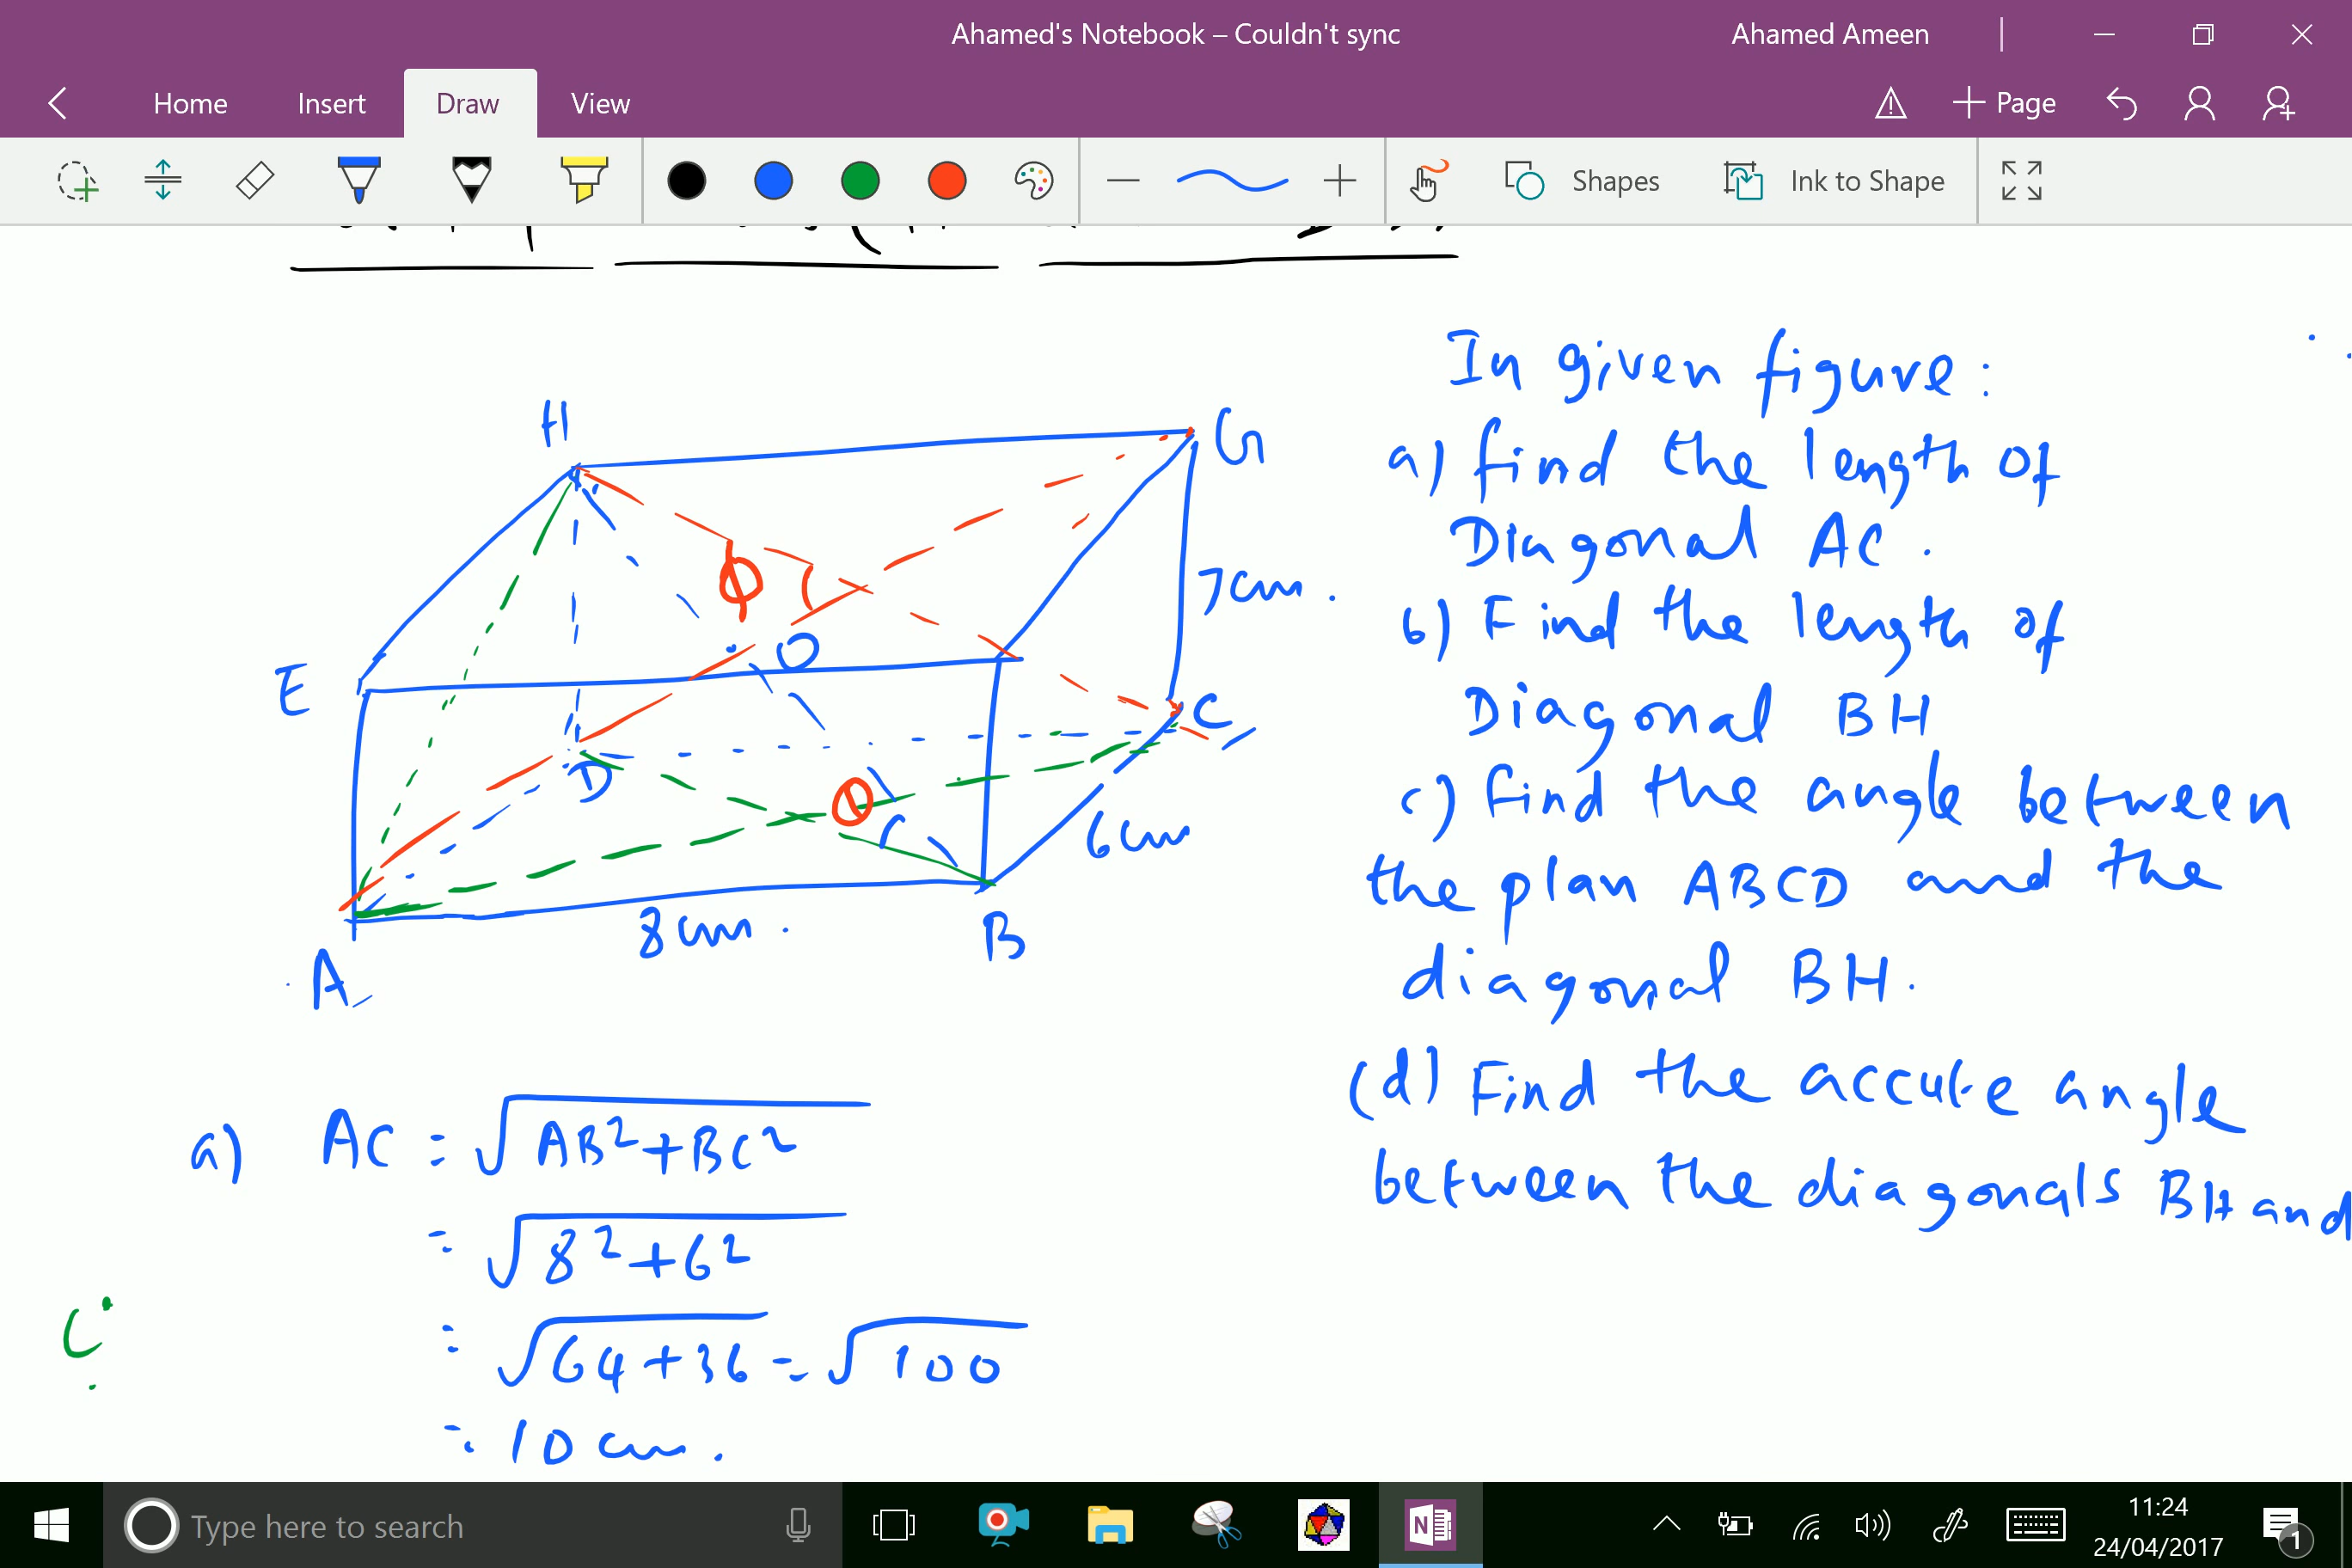 Ahamed's Notebook – Couldn't sync
Ahamed Ameen
Home
Insert
Draw
View
Page
Shapes
Ink to Shape
In given figure:
a) find the length of
Diagonal AC.
b) Find the length of
Diagonal BH
c) find the angle between
the plan ABCD and the
diagonal BH.
(d) Find the accute angle
between the diagonals BH and
H
G
7cm.
ϕ
O
E
C
D
θ
6cm
8cm.
B
A
a) AC = √AB²+BC²
= √8²+6²
= √64+36 = √100
= 10cm.
C
Type here to search
N
11:24
24/04/2017
1